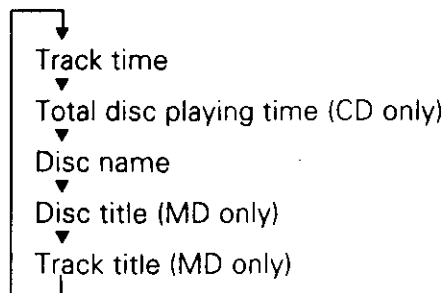 Track time
Total disc playing time (CD only)
Disc name
Disc title (MD only)
Track title (MD only)